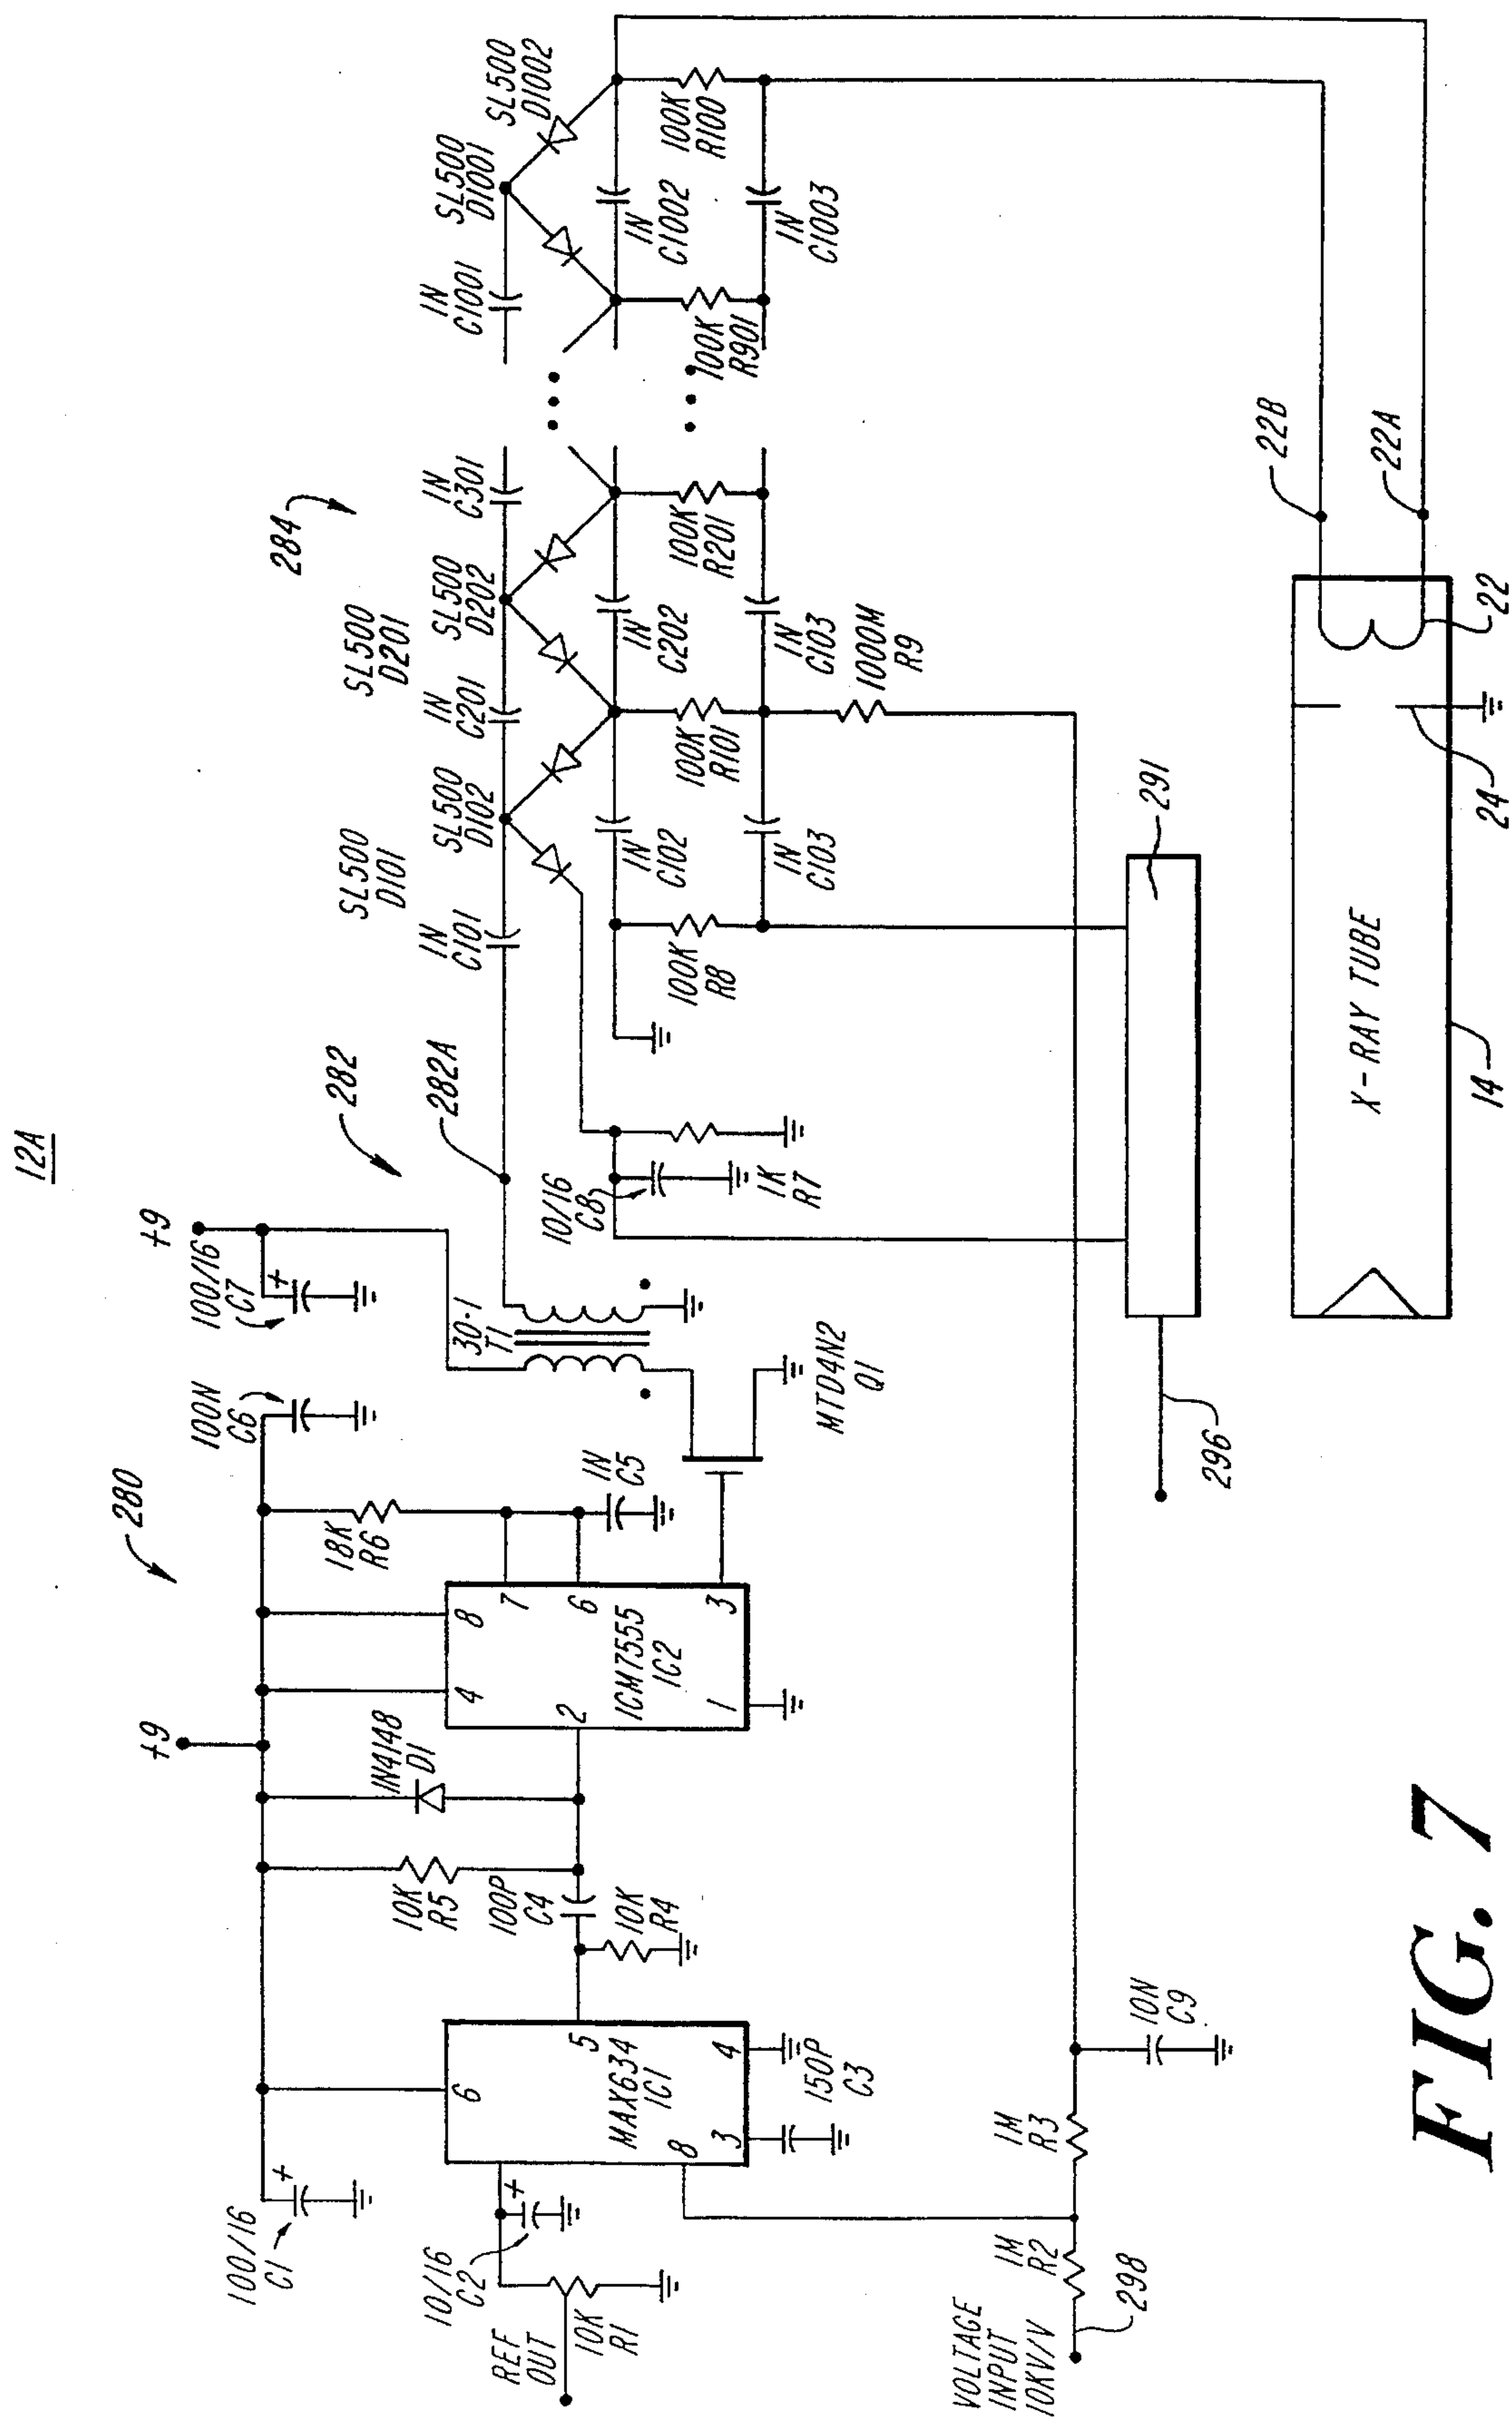 12A
280
282
282A
284
+9
+9
100/16
C1
100N
C6
100/16
C7
10/16
C2
REF
OUT
10K
R1
MAX634
IC1
6
5
8
3
4
150P
C3
10K
R5
100P
C4
10K
R4
1N4148
D1
ICM7555
IC2
4
8
2
7
6
1
3
18K
R6
1N
C5
30-1
T1
MTD4N2
Q1
10/16
C8
1K
R7
1N
C101
SL500
D101
SL500
D102
1N
C201
SL500
D201
SL500
D202
1N
C301
1N
C1001
SL500
D1001
SL500
D1002
1N
C102
1N
C202
1N
C1002
100K
R8
100K
R101
100K
R201
100K
R901
100K
R100
1N
C103
1N
C103
1N
C1003
1000M
R9
VOLTAGE
INPUT
10KV/V
298
1M
R2
1M
R3
10N
C9
296
291
X-RAY TUBE
14
24
22
22A
22B
FIG. 7